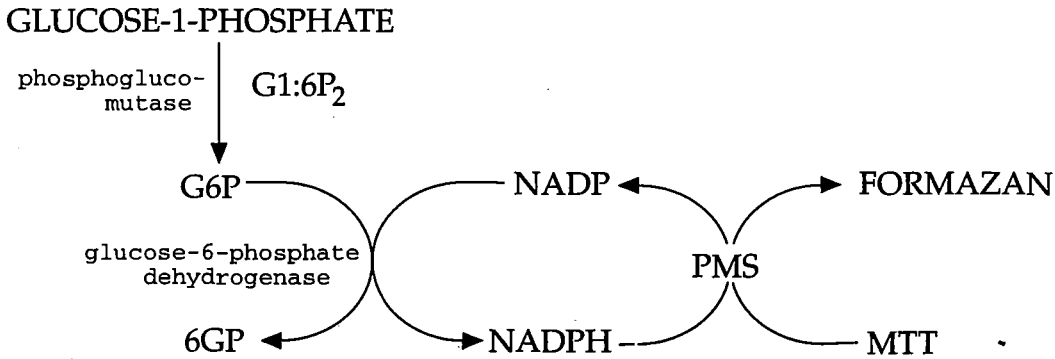 GLUCOSE-1-PHOSPHATE
phosphogluco-
mutase
G1:6P₂
G6P
NADP
FORMAZAN
glucose-6-phosphate
dehydrogenase
PMS
6GP
NADPH
MTT